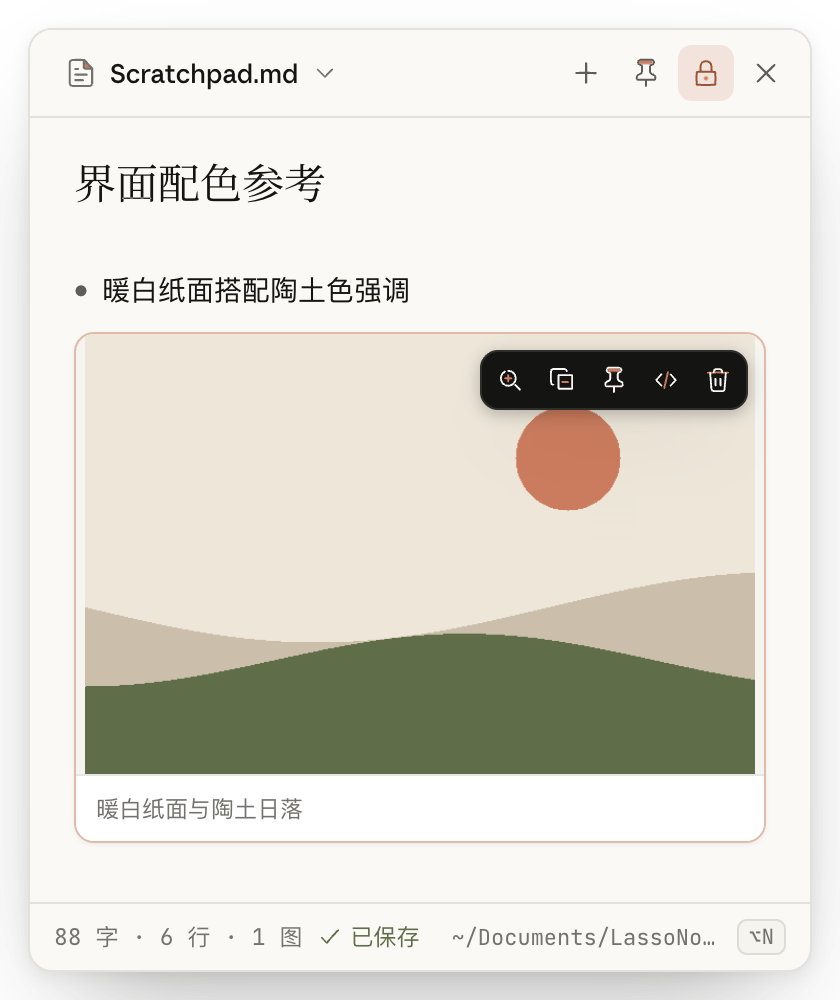 Scratchpad.md
界面配色参考
暖白纸面搭配陶土色强调
暖白纸面与陶土日落
88 字 · 6 行 · 1 图 ✓ 已保存 ~/Documents/LassoNo… ⌥N